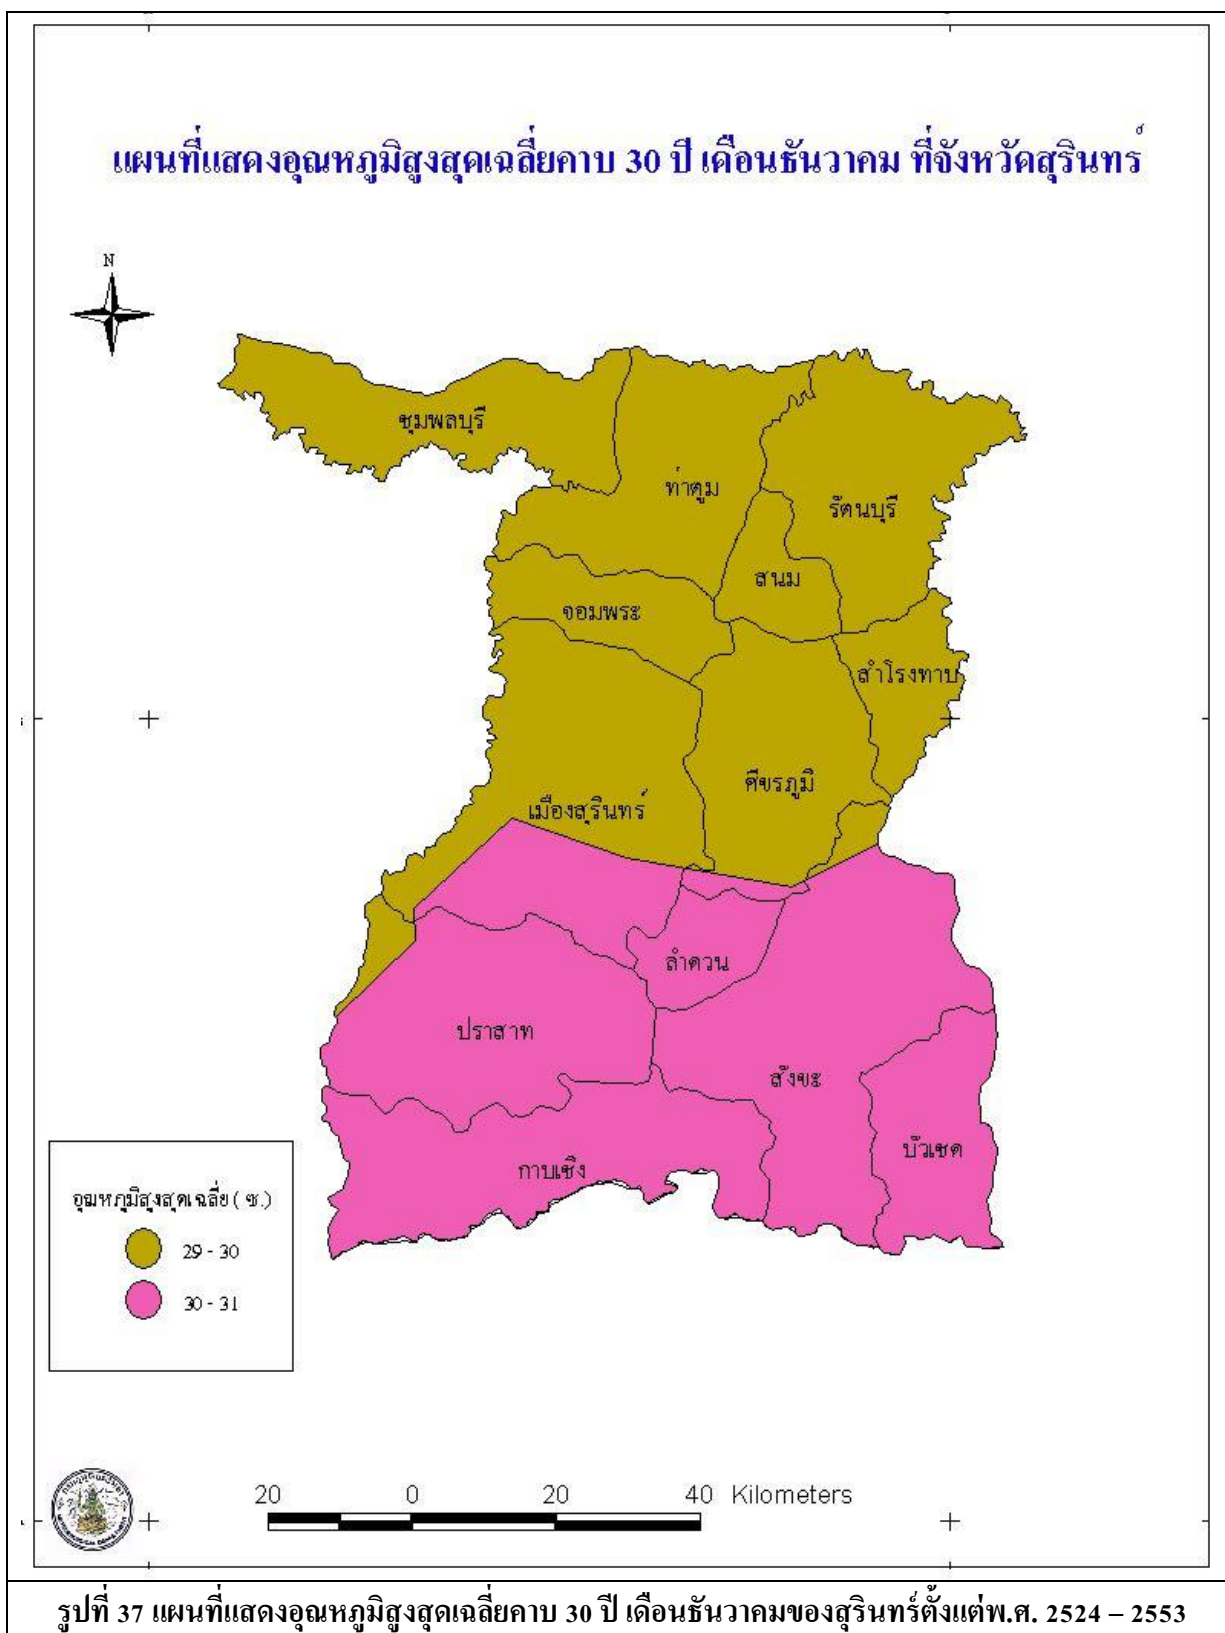 แผนที่แสดงอุณหภูมิสูงสุดเฉลี่ยคาบ 30 ปี เดือนธันวาคม ที่จังหวัดสุรินทร์
N
ชุมพลบุรี
ท่าตูม
รัตนบุรี
สนม
จอมพระ
สำโรงทาบ
ศีขรภูมิ
เมืองสุรินทร์
ลำดวน
ปราสาท
สังขะ
บัวเชด
กาบเชิง
อุณหภูมิสูงสุดเฉลี่ย ( ซ.)
29 - 30
30 - 31
20 0 20 40 Kilometers
รูปที่ 37 แผนที่แสดงอุณหภูมิสูงสุดเฉลี่ยคาบ 30 ปี เดือนธันวาคมของสุรินทร์ตั้งแต่พ.ศ. 2524 – 2553